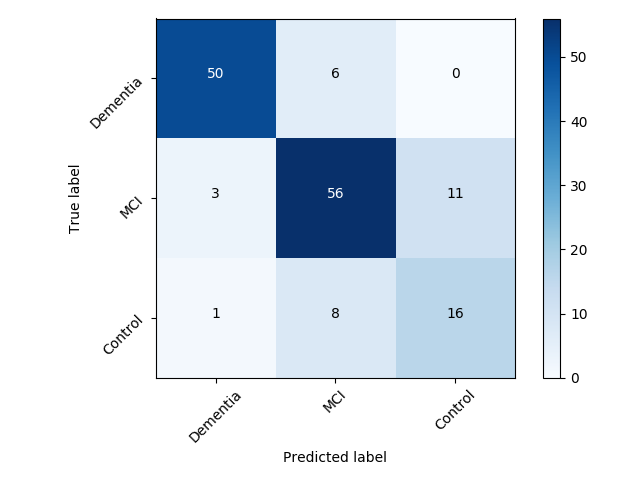 True label
Dementia
50
6
0
50
MCI
3
56
11
40
30
Control
1
8
16
20
10
0
Dementia
MCI
Control
Predicted label